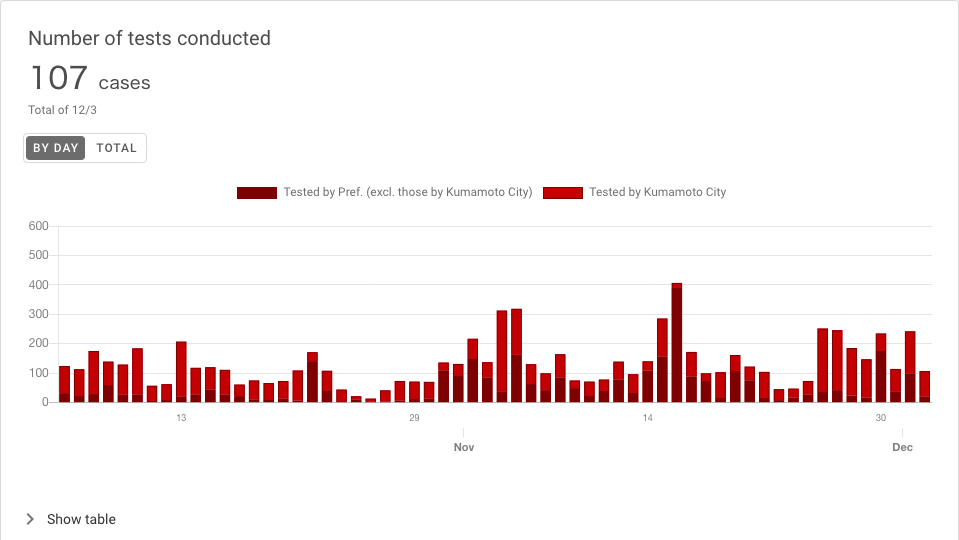 Number of tests conducted
107 cases
Total of 12/3
BY DAY TOTAL
Tested by Pref. (excl. those by Kumamoto City) Tested by Kumamoto City
600
500
400
300
200
100
0
13 29 14 30
Nov Dec
Show table